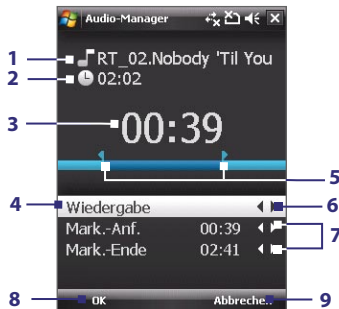 Audio-Manager
1 RT_02.Nobody 'Til You
2 02:02
3 00:39
5
4 Wiedergabe 6
Mark.-Anf. 00:39
7
Mark.-Ende 02:41
8 OK Abbrechen 9